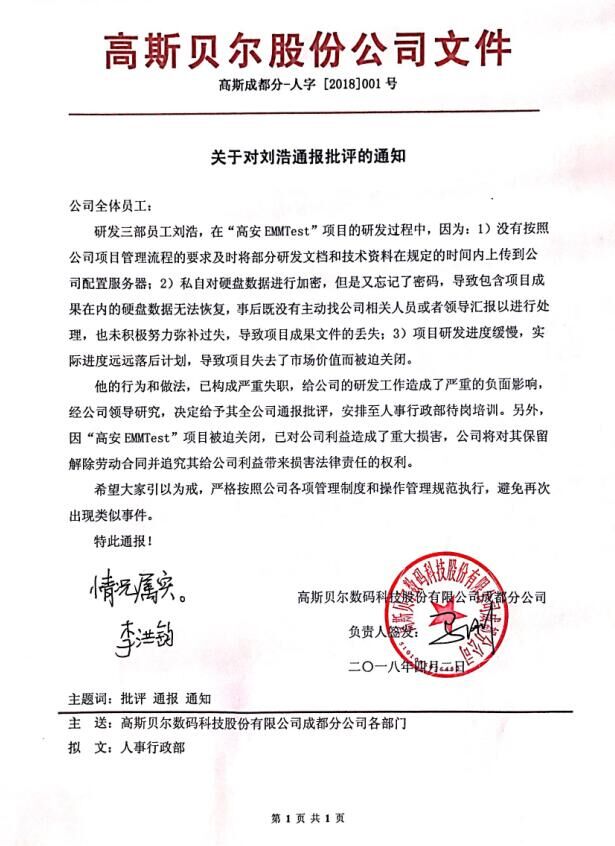 高斯贝尔股份公司文件
高斯成都分-人字 [2018]001 号
关于对刘浩通报批评的通知
公司全体员工：
研发三部员工刘浩，在“高安 EMMTest”项目的研发过程中，因为：1）没有按照
公司项目管理流程的要求及时将部分研发文档和技术资料在规定的时间内上传到公
司配置服务器；2）私自对硬盘数据进行加密，但是又忘记了密码，导致包含项目成
果在内的硬盘数据无法恢复，事后既没有主动找公司相关人员或者领导汇报以进行处
理，也未积极努力弥补过失，导致项目成果文件的丢失；3）项目研发进度缓慢，实
际进度远远落后计划，导致项目失去了市场价值而被迫关闭。
他的行为和做法，已构成严重失职，给公司的研发工作造成了严重的负面影响，
经公司领导研究，决定给予其全公司通报批评，安排至人事行政部待岗培训。另外，
因“高安 EMMTest”项目被迫关闭，已对公司利益造成了重大损害，公司将对其保留
解除劳动合同并追究其给公司利益带来损害法律责任的权利。
希望大家引以为戒，严格按照公司各项管理制度和操作管理规范执行，避免再次
出现类似事件。
特此通报！
情况属实。
李洪钧
高斯贝尔数码科技股份有限公司成都分公司
负责人签发：
二〇一八年四月二日
高斯贝尔数码科技股份有限公司成都分公司
主题词：批评 通报 通知
主　送：高斯贝尔数码科技股份有限公司成都分公司各部门
拟　文：人事行政部
第 1 页 共 1 页